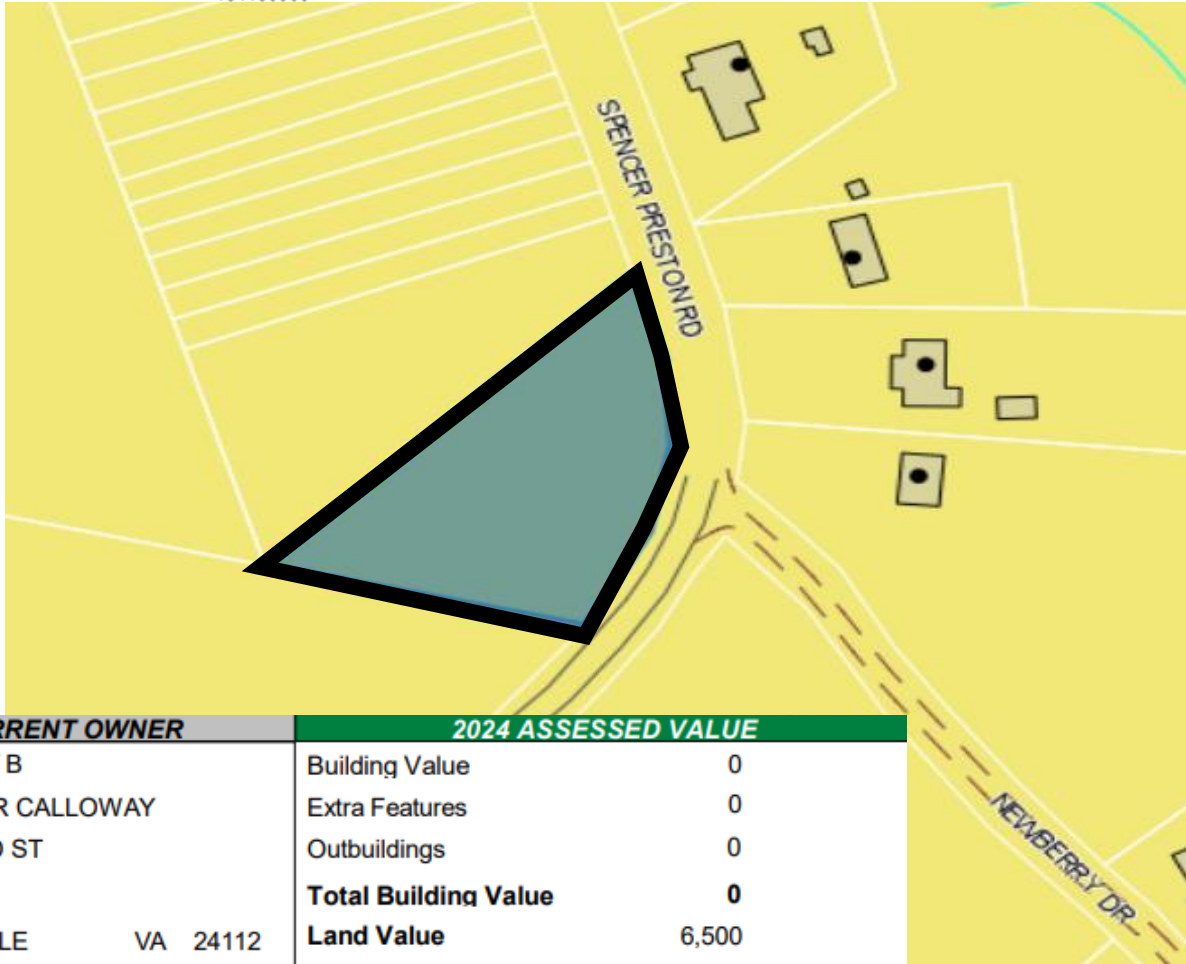 SPENCER PRESTON RD
NEWBERRY DR
RRENT OWNER
2024 ASSESSED VALUE
B
Building Value 0
R CALLOWAY
Extra Features 0
ST
Outbuildings 0
Total Building Value 0
LE VA 24112
Land Value 6,500